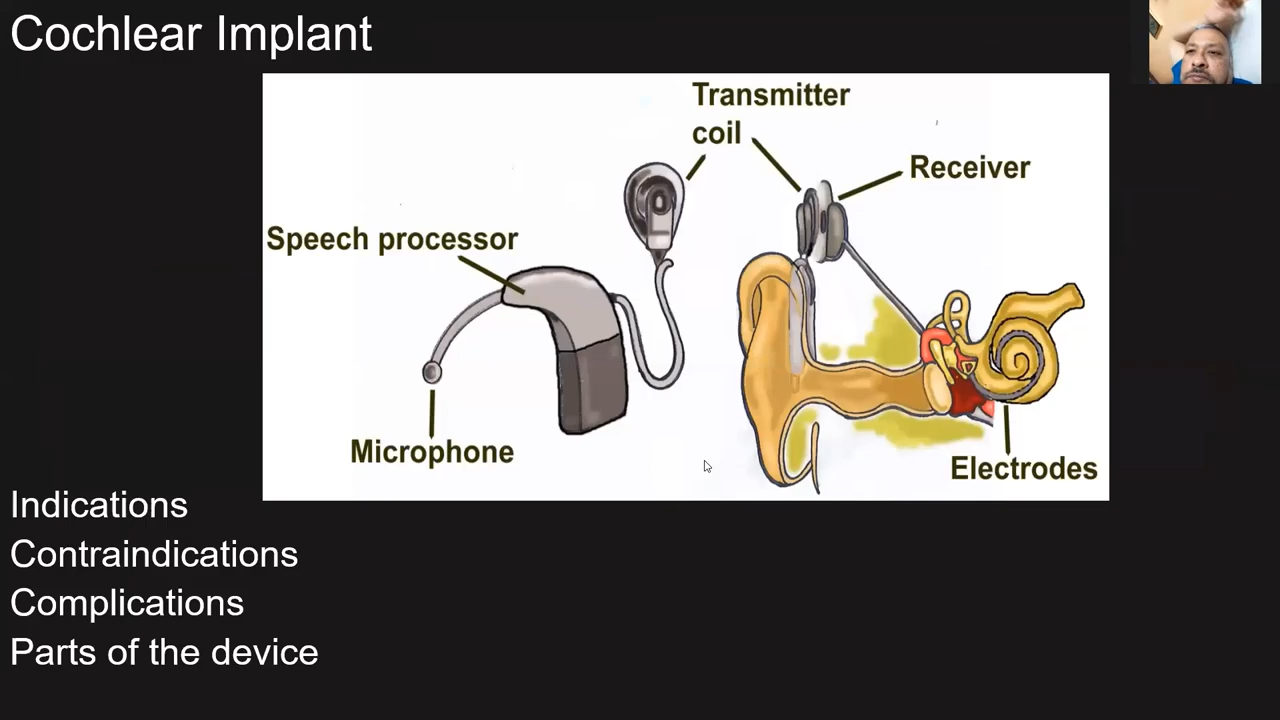 Cochlear Implant
Transmitter
coil
Receiver
Speech processor
Microphone
Electrodes
Indications
Contraindications
Complications
Parts of the device